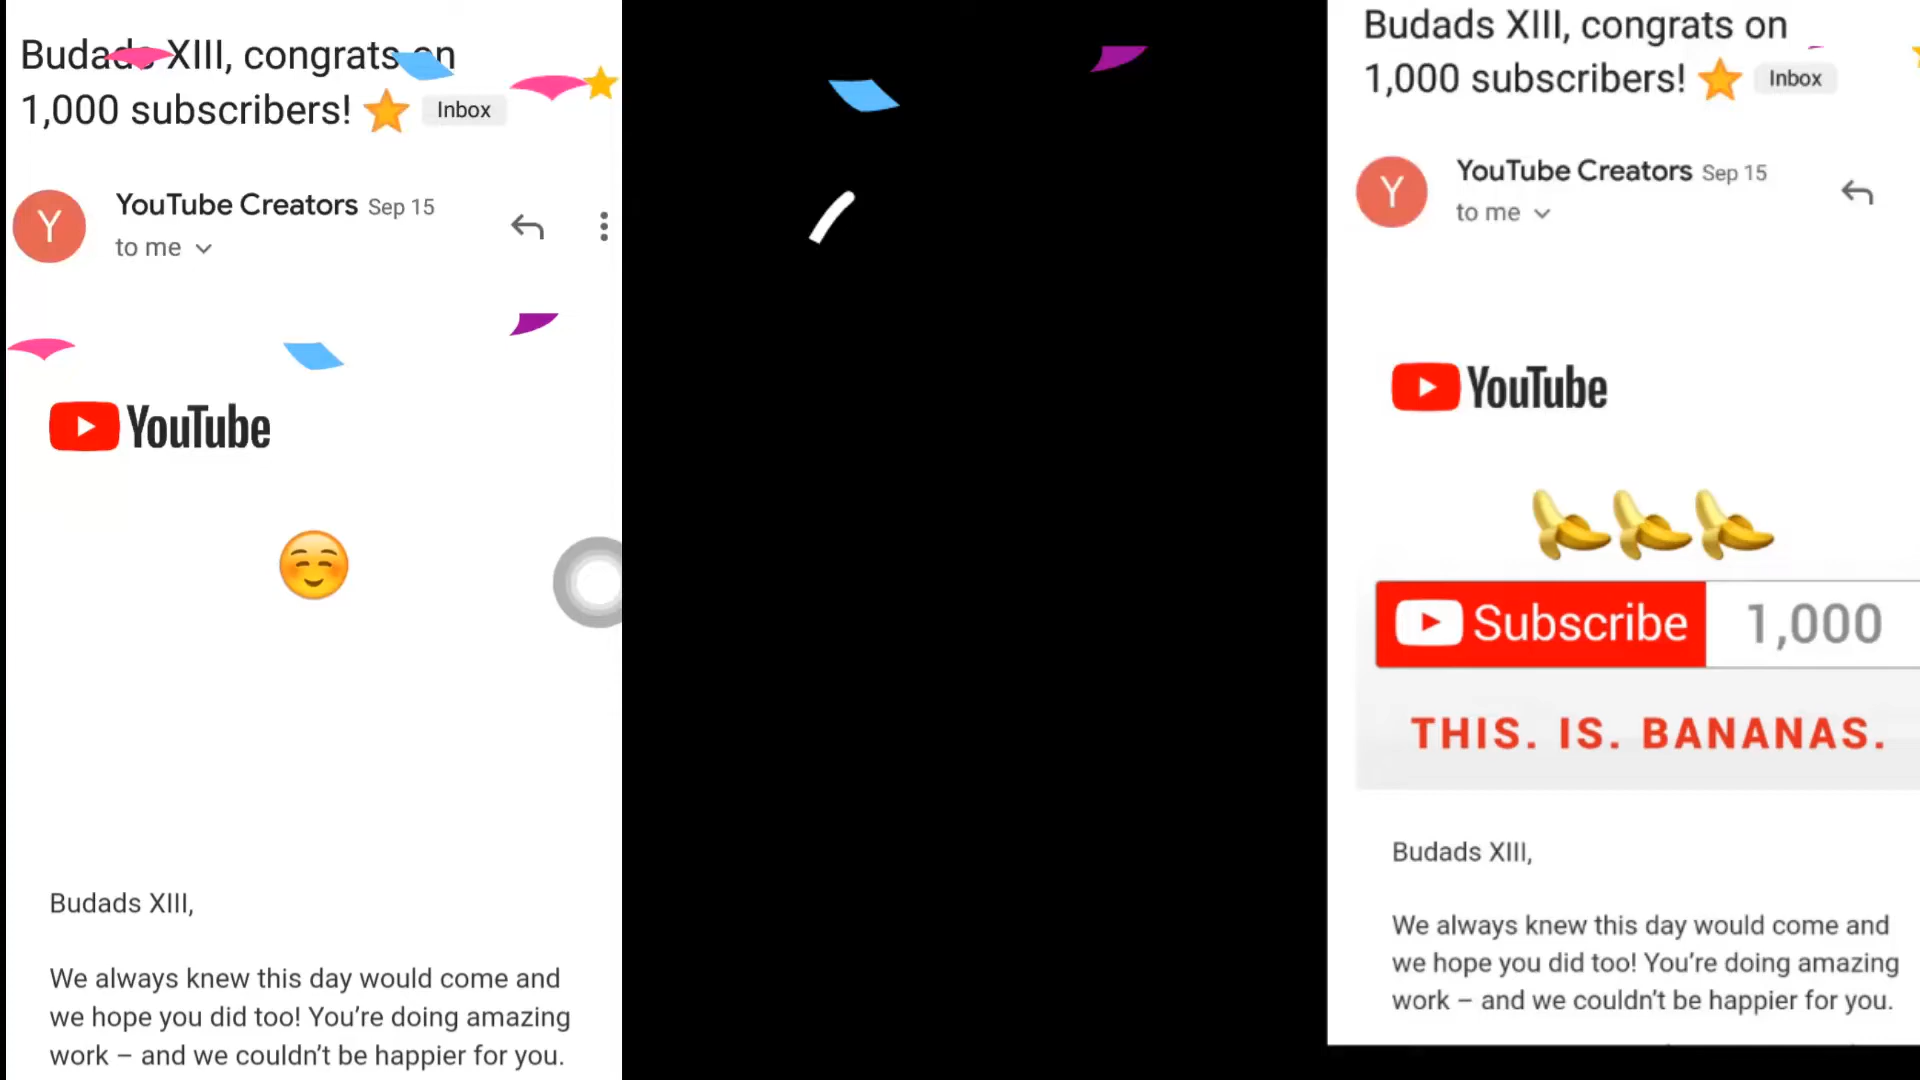 Budads XIII, congrats on
1,000 subscribers! Inbox
Y
YouTube Creators Sep 15
to me
YouTube
Budads XIII,
We always knew this day would come and
we hope you did too! You’re doing amazing
work – and we couldn’t be happier for you.
Budads XIII, congrats on
1,000 subscribers! Inbox
Y
YouTube Creators Sep 15
to me
YouTube
Subscribe 1,000
THIS. IS. BANANAS.
Budads XIII,
We always knew this day would come and
we hope you did too! You’re doing amazing
work – and we couldn’t be happier for you.